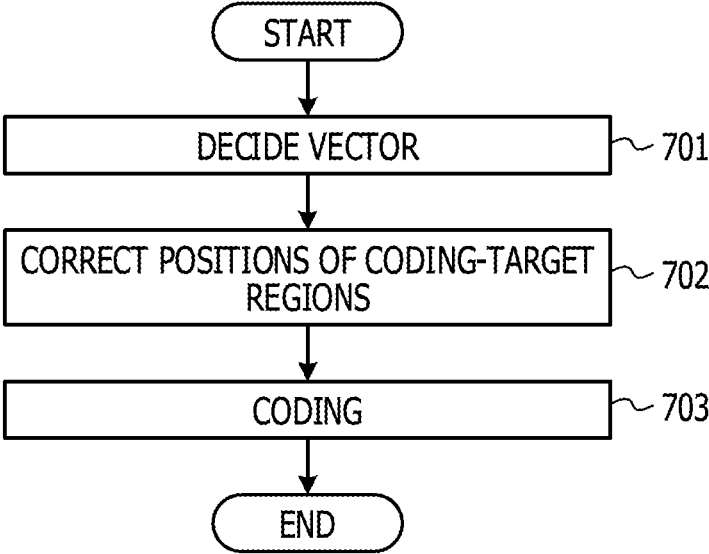 START
DECIDE VECTOR
701
CORRECT POSITIONS OF CODING-TARGET
REGIONS
702
CODING
703
END